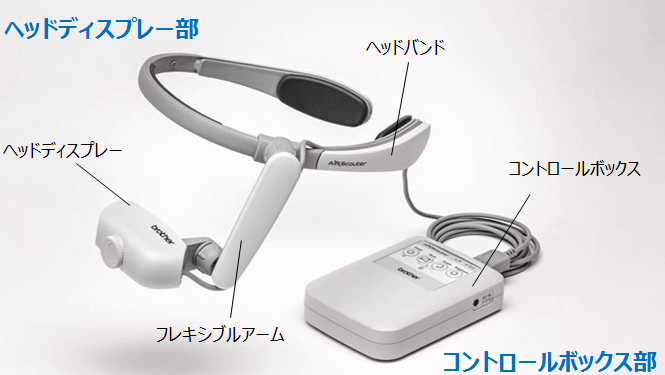 ヘッドディスプレー部
ヘッドバンド
ヘッドディスプレー
AiRScouter
コントロールボックス
brother
AiRScouter
brother
フレキシブルアーム
コントロールボックス部